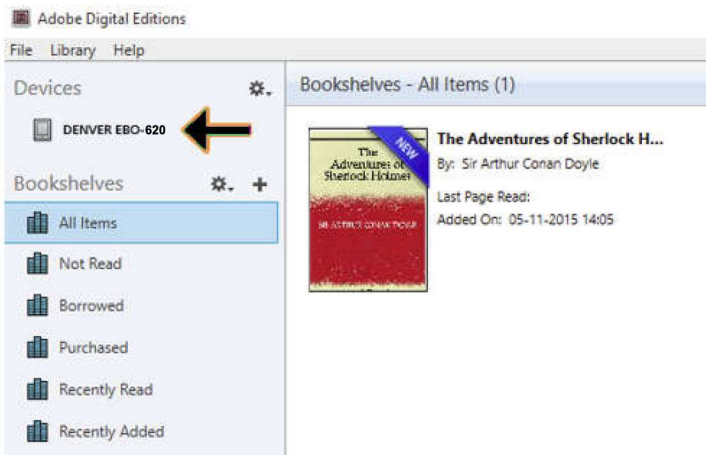 Adobe Digital Editions
File Library Help
Devices
DENVER EBO-620
Bookshelves
All Items
Not Read
Borrowed
Purchased
Recently Read
Recently Added
Bookshelves - All Items (1)
The
Adventures of
Sherlock Holmes
SIR ARTHUR CONAN DOYLE
NEW
The Adventures of Sherlock H...
By: Sir Arthur Conan Doyle
Last Page Read:
Added On: 05-11-2015 14:05